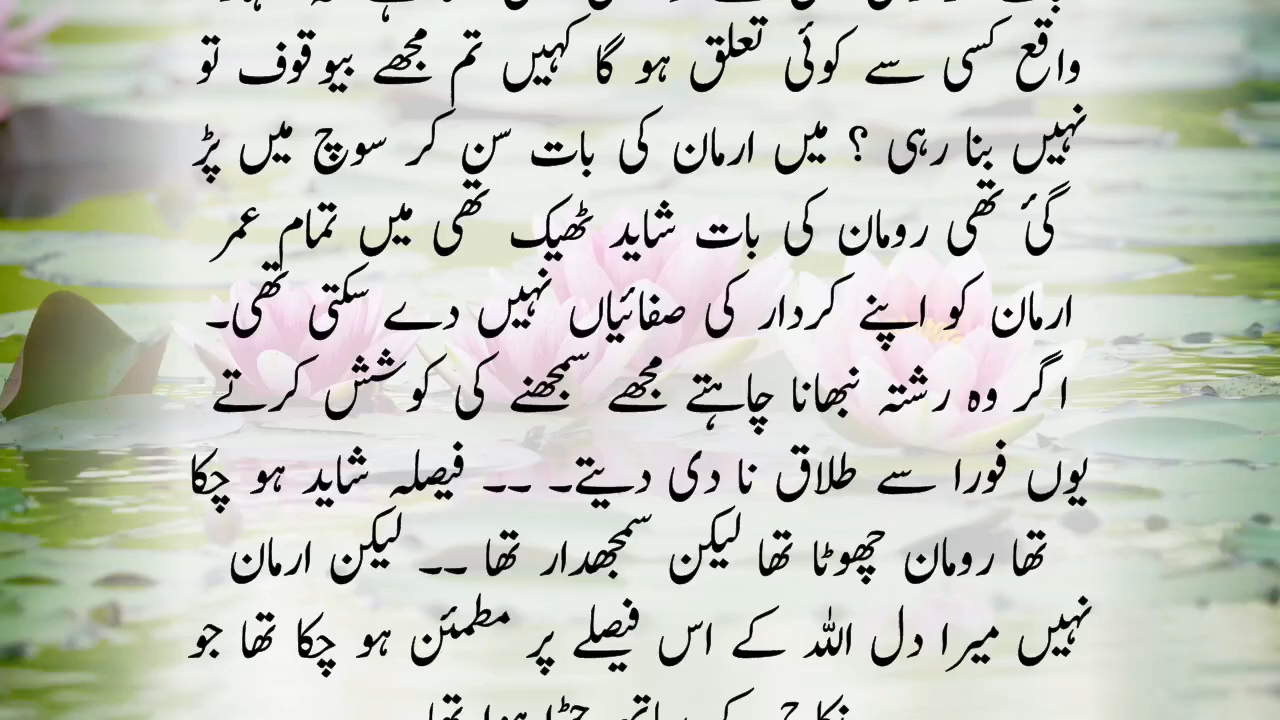 واقع کسی سے کوئی تعلق ہو گا کہیں تم مجھے بیوقوف تو
نہیں بنا رہی ؟ میں ارمان کی بات سن کر سوچ میں پڑ
گئ تھی رومان کی بات شاید ٹھیک تھی میں تمام عمر
ارمان کو اپنے کردار کی صفائیاں نہیں دے سکتی تھی۔
اگر وہ رشتہ نبھانا چاہتے مجھے سمجھنے کی کوشش کرتے
یوں فورا سے طلاق نا دی دیتے۔ ۔۔ فیصلہ شاید ہو چکا
تھا رومان چھوٹا تھا لیکن سمجھدار تھا ۔۔ لیکن ارمان
نہیں میرا دل اللہ کے اس فیصلے پر مطمئن ہو چکا تھا جو